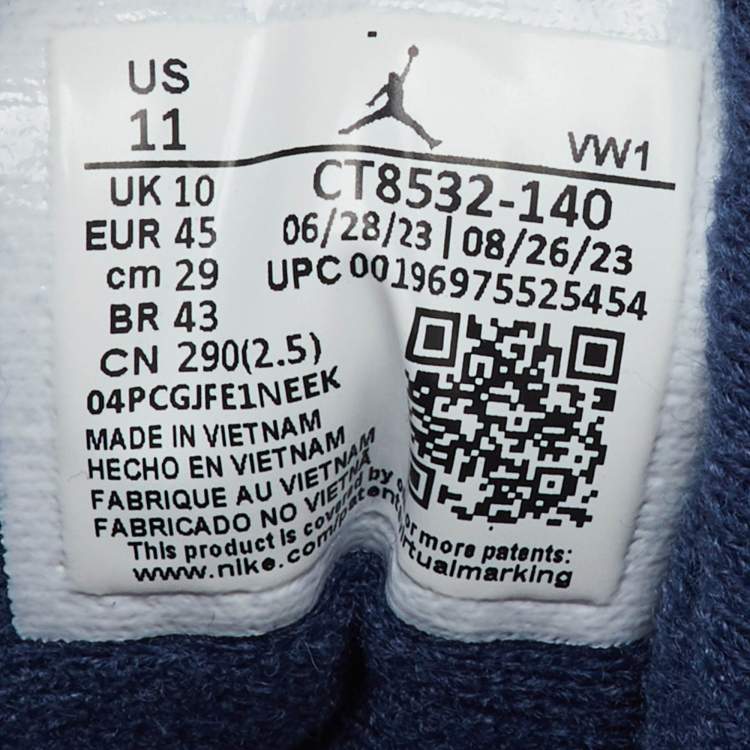 US
11
VW1
UK 10
EUR 45
cm 29
BR 43
CN 290(2.5)
CT8532-140
06/28/23 | 08/26/23
UPC 00196975525454
04PCGJFE1NEEK
MADE IN VIETNAM
HECHO EN VIETNAM
FABRIQUE AU VIETNAM
FABRICADO NO VIETNA
This product is covered by or more patents:
www.nike.com/patent rtualmarking